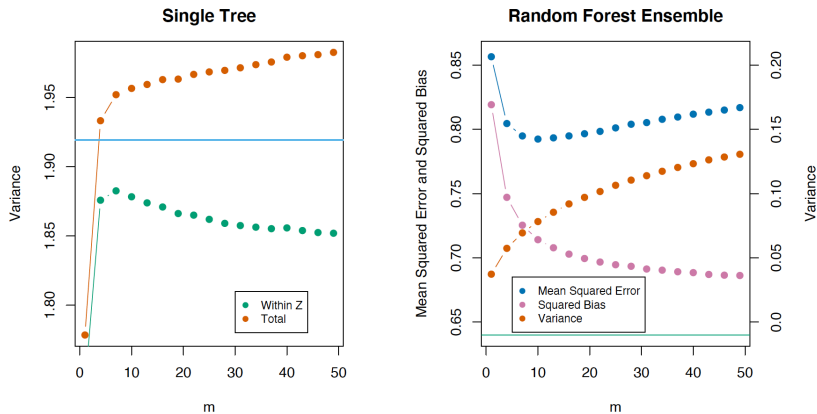 Single Tree
Variance
1.95
1.90
1.85
1.80
Within Z
Total
0 10 20 30 40 50
m
Random Forest Ensemble
Mean Squared Error and Squared Bias
0.85
0.80
0.75
0.70
0.65
0.20
0.15
0.10
0.05
0.0
Variance
Mean Squared Error
Squared Bias
Variance
0 10 20 30 40 50
m